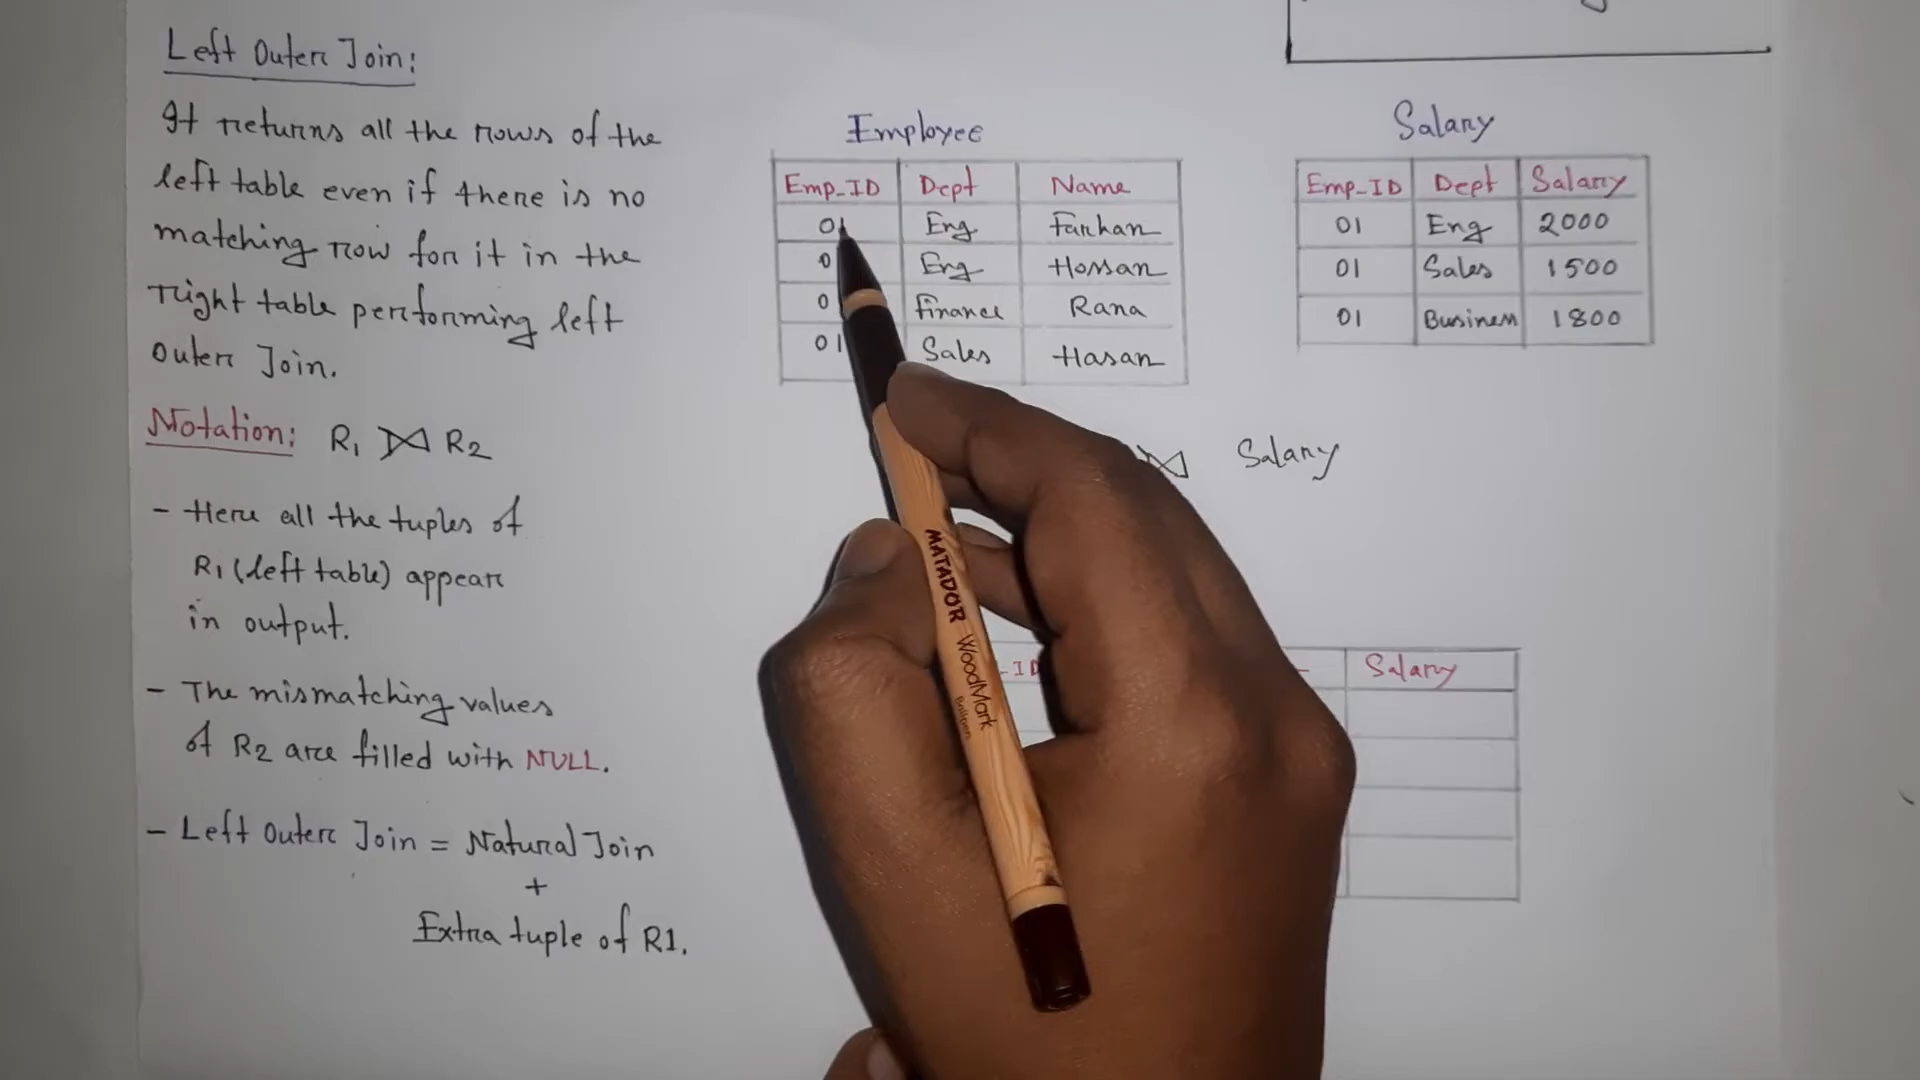 Left Outer Join:
It returns all the rows of the
left table even if there is no
matching row for it in the
right table performing left
Outer Join.
Notation: R1 ⟕ R2
- Here all the tuples of
R1 (left table) appear
in output.
- The mismatching values
of R2 are filled with NULL.
- Left Outer Join = Natural Join
+
Extra tuple of R1.
Employee
Emp_ID Dept Name
01 Eng Farhan
0 Eng Hossan
0 Finance Rana
01 Sales Hasan
Salary
Emp_ID Dept Salary
01 Eng 2000
01 Sales 1500
01 Business 1800
⟕ Salary
Salary
MATADOR WoodMark
Ballpen